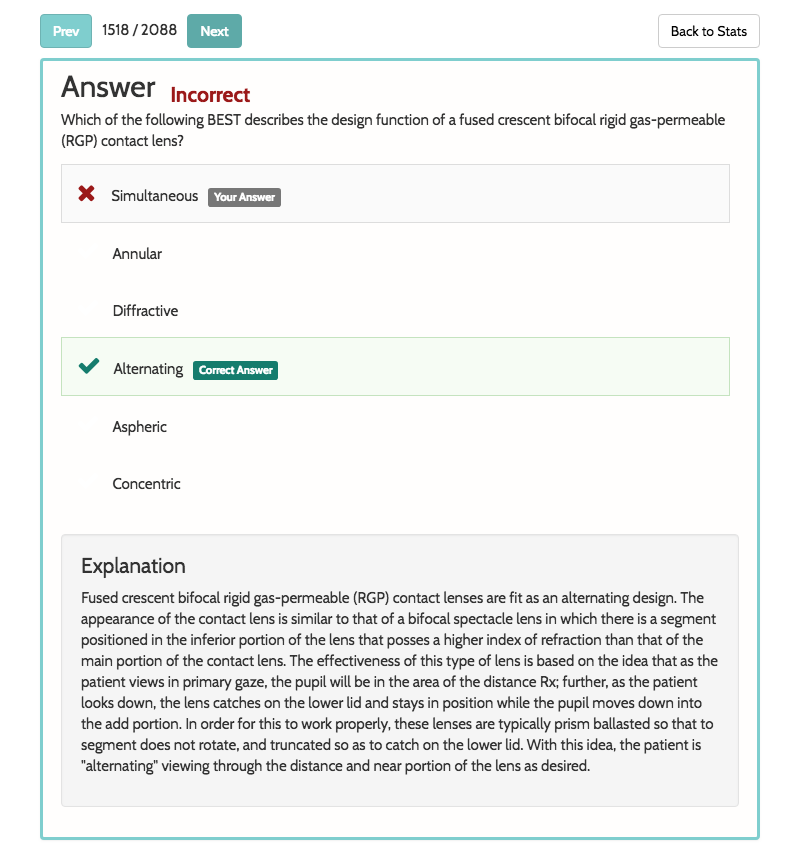 Prev 1518 / 2088 Next Back to Stats
Answer Incorrect
Which of the following BEST describes the design function of a fused crescent bifocal rigid gas-permeable
(RGP) contact lens?
Simultaneous Your Answer
Annular
Diffractive
Alternating Correct Answer
Aspheric
Concentric
Explanation
Fused crescent bifocal rigid gas-permeable (RGP) contact lenses are fit as an alternating design. The
appearance of the contact lens is similar to that of a bifocal spectacle lens in which there is a segment
positioned in the inferior portion of the lens that posses a higher index of refraction than that of the
main portion of the contact lens. The effectiveness of this type of lens is based on the idea that as the
patient views in primary gaze, the pupil will be in the area of the distance Rx; further, as the patient
looks down, the lens catches on the lower lid and stays in position while the pupil moves down into
the add portion. In order for this to work properly, these lenses are typically prism ballasted so that to
segment does not rotate, and truncated so as to catch on the lower lid. With this idea, the patient is
"alternating" viewing through the distance and near portion of the lens as desired.